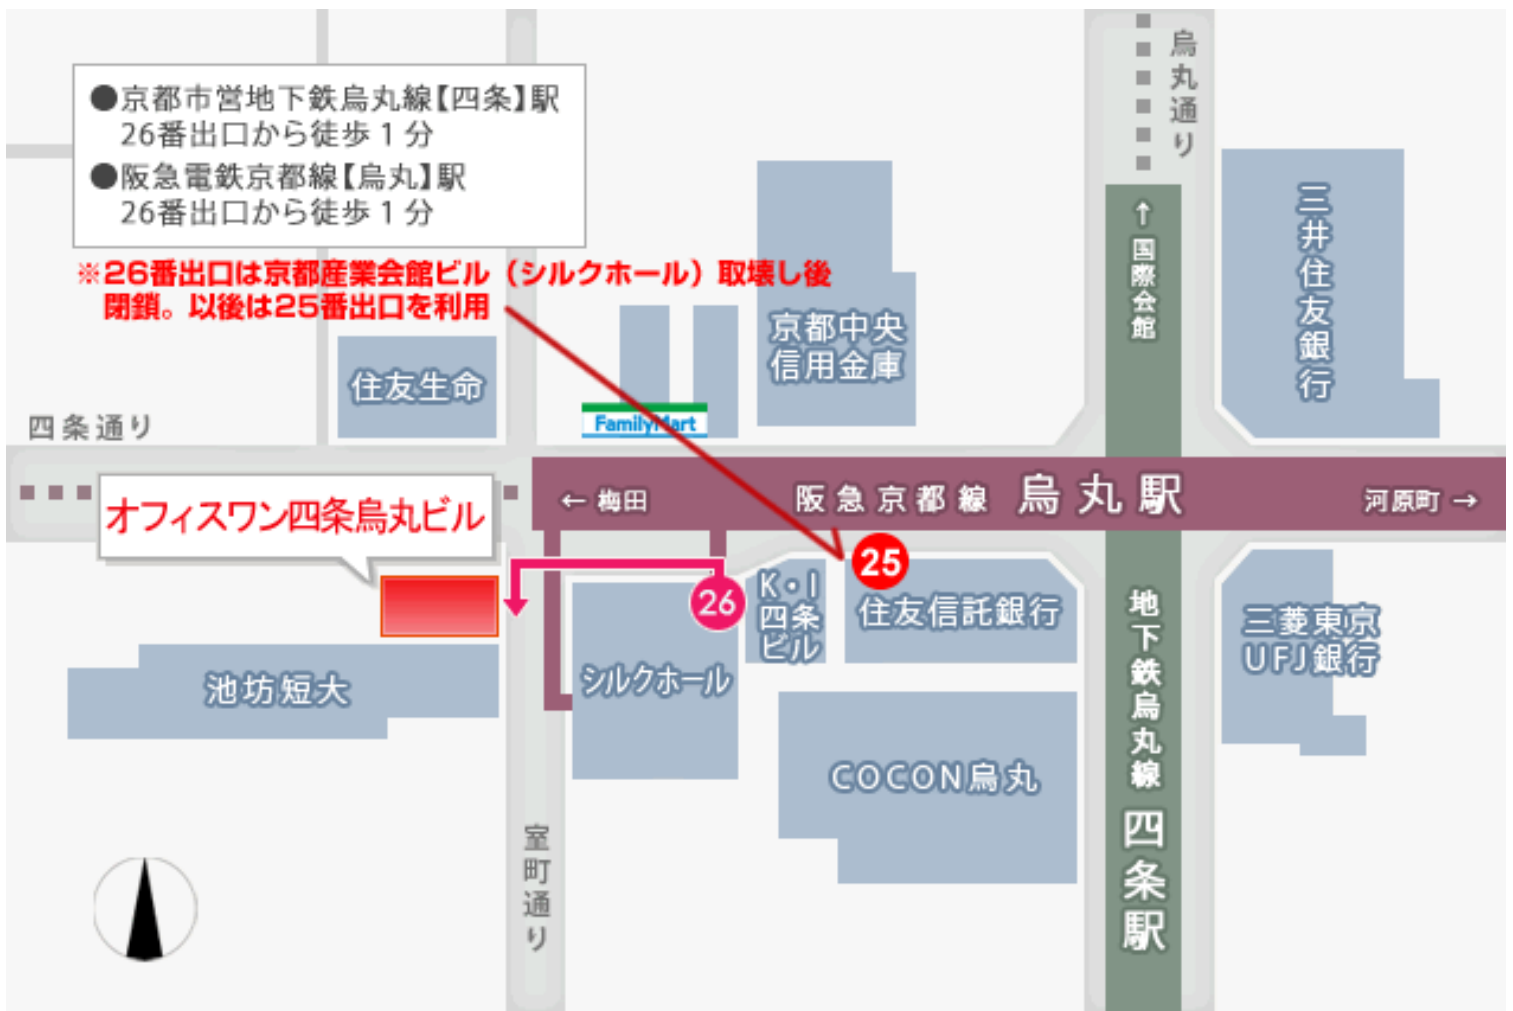 烏丸通り
●京都市営地下鉄烏丸線【四条】駅
26番出口から徒歩１分
●阪急電鉄京都線【烏丸】駅
26番出口から徒歩１分
※26番出口は京都産業会館ビル（シルクホール）取壊し後
閉鎖。以後は25番出口を利用
↑国際会館
三井住友銀行
京都中央
信用金庫
住友生命
FamilyMart
四条通り
オフィスワン四条烏丸ビル
← 梅田
阪急京都線 烏丸駅
河原町 →
25
26
K・I
四条
ビル
住友信託銀行
地下鉄烏丸線 四条駅
三菱東京
UFJ銀行
シルクホール
池坊短大
COCON烏丸
室町通り